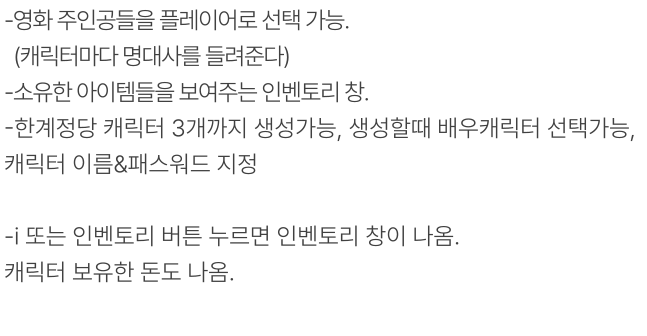 -영화 주인공들을 플레이어로 선택 가능.
(캐릭터마다 명대사를 들려준다)
-소유한 아이템들을 보여주는 인벤토리 창.
-한계정당 캐릭터 3개까지 생성가능, 생성할때 배우캐릭터 선택가능,
캐릭터 이름&패스워드 지정
-i 또는 인벤토리 버튼 누르면 인벤토리 창이 나옴.
캐릭터 보유한 돈도 나옴.